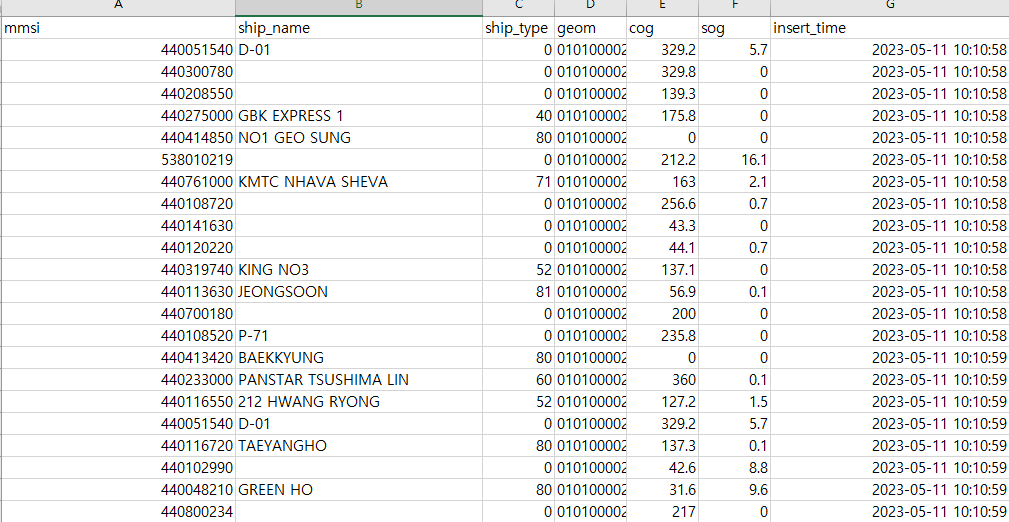 A B C D E F G
mmsi ship_name ship_type geom cog sog insert_time
440051540 D-01 0 010100002 329.2 5.7 2023-05-11 10:10:58
440300780 0 010100002 329.8 0 2023-05-11 10:10:58
440208550 0 010100002 139.3 0 2023-05-11 10:10:58
440275000 GBK EXPRESS 1 40 010100002 175.8 0 2023-05-11 10:10:58
440414850 NO1 GEO SUNG 80 010100002 0 0 2023-05-11 10:10:58
538010219 0 010100002 212.2 16.1 2023-05-11 10:10:58
440761000 KMTC NHAVA SHEVA 71 010100002 163 2.1 2023-05-11 10:10:58
440108720 0 010100002 256.6 0.7 2023-05-11 10:10:58
440141630 0 010100002 43.3 0 2023-05-11 10:10:58
440120220 0 010100002 44.1 0.7 2023-05-11 10:10:58
440319740 KING NO3 52 010100002 137.1 0 2023-05-11 10:10:58
440113630 JEONGSOON 81 010100002 56.9 0.1 2023-05-11 10:10:58
440700180 0 010100002 200 0 2023-05-11 10:10:58
440108520 P-71 0 010100002 235.8 0 2023-05-11 10:10:58
440413420 BAEKKYUNG 80 010100002 0 0 2023-05-11 10:10:59
440233000 PANSTAR TSUSHIMA LIN 60 010100002 360 0.1 2023-05-11 10:10:59
440116550 212 HWANG RYONG 52 010100002 127.2 1.5 2023-05-11 10:10:59
440051540 D-01 0 010100002 329.2 5.7 2023-05-11 10:10:59
440116720 TAEYANGHO 80 010100002 137.3 0.1 2023-05-11 10:10:59
440102990 0 010100002 42.6 8.8 2023-05-11 10:10:59
440048210 GREEN HO 80 010100002 31.6 9.6 2023-05-11 10:10:59
440800234 0 010100002 217 0 2023-05-11 10:10:59